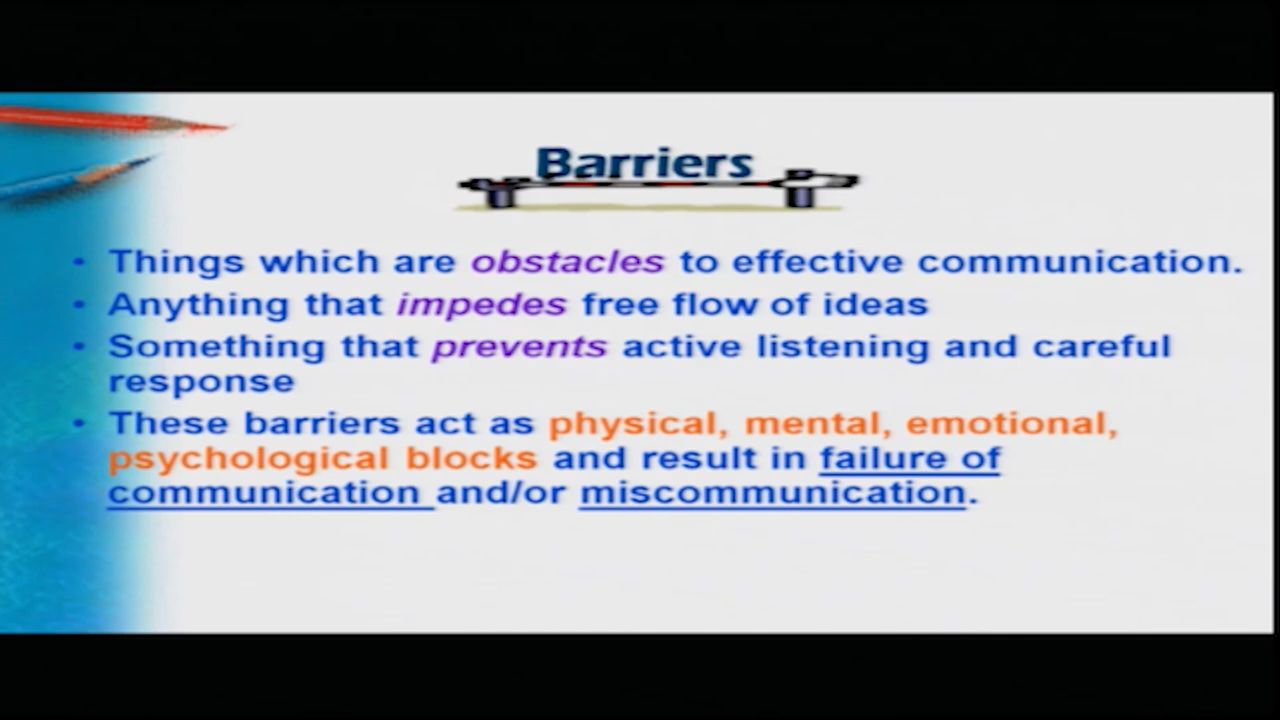 Barriers
• Things which are obstacles to effective communication.
• Anything that impedes free flow of ideas
• Something that prevents active listening and careful
response
• These barriers act as physical, mental, emotional,
psychological blocks and result in failure of
communication and/or miscommunication.